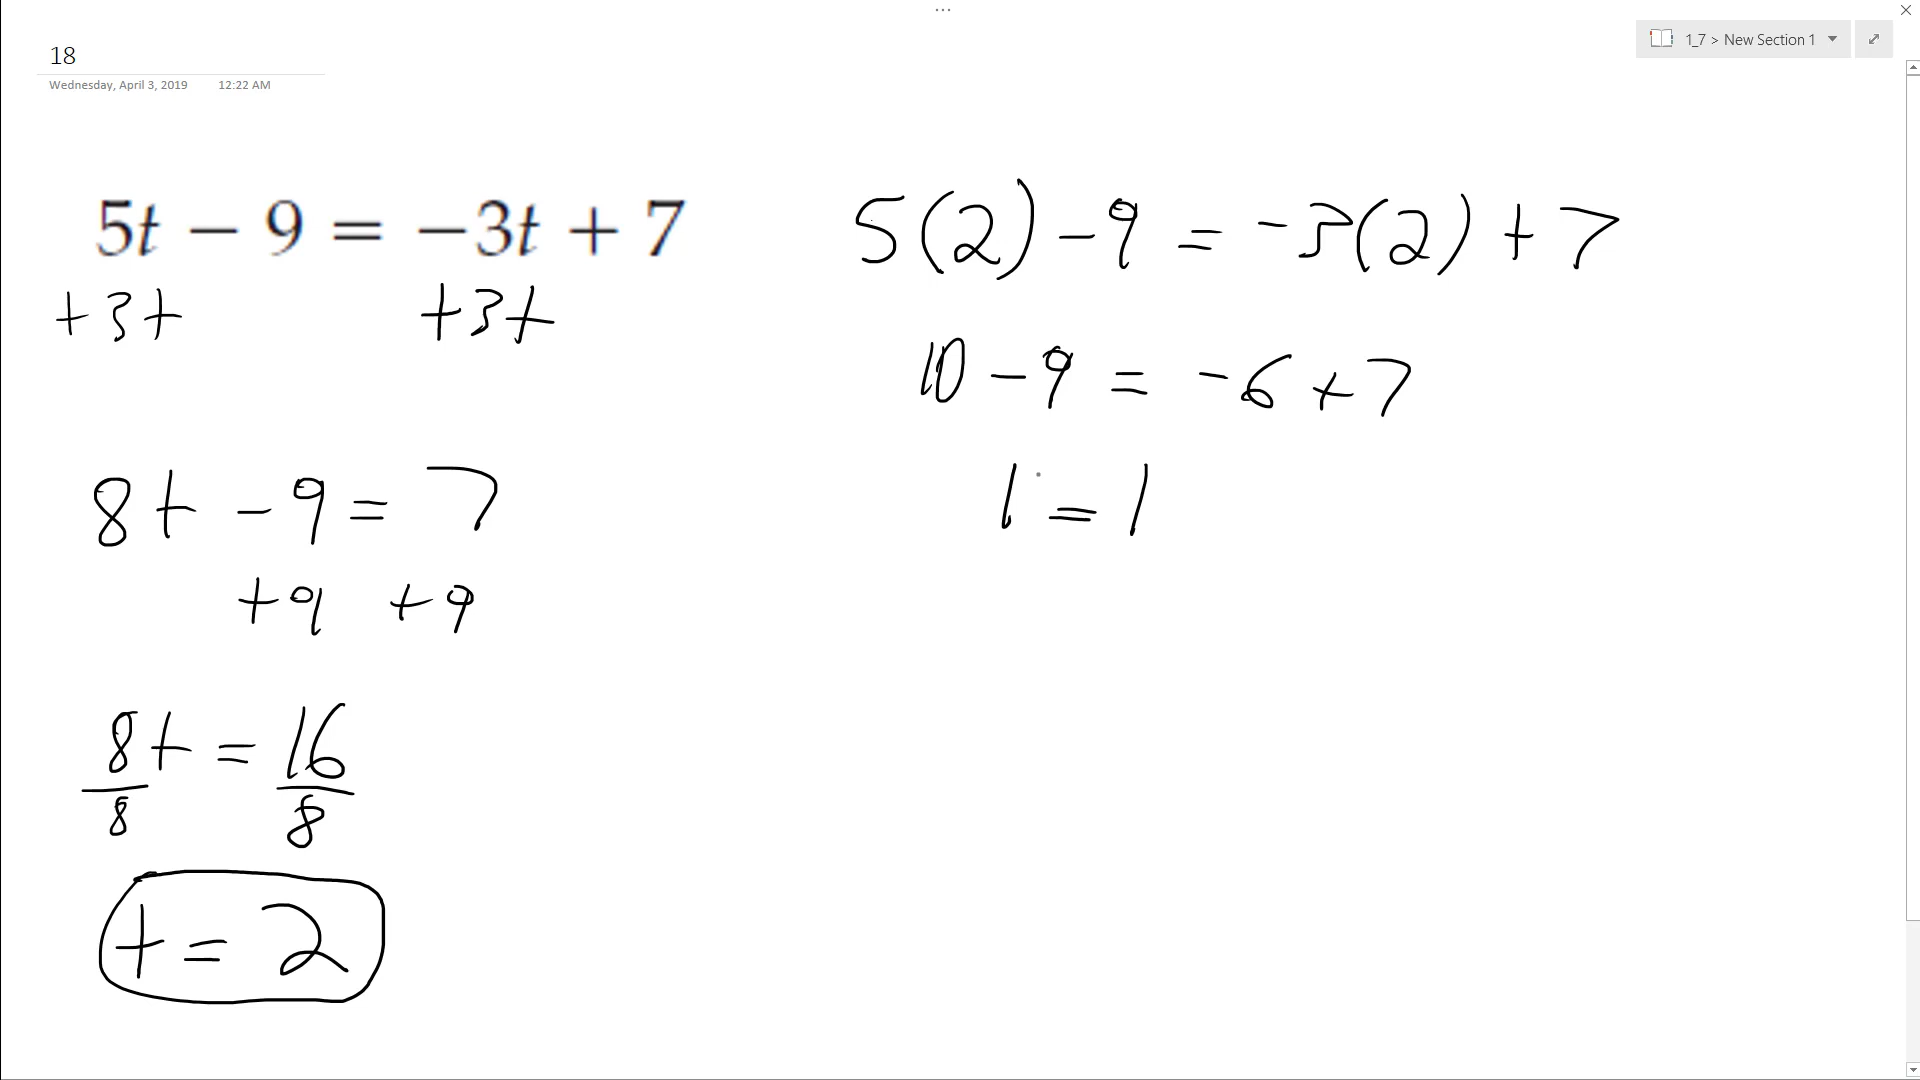 ...
1_7 > New Section 1
18
Wednesday, April 3, 2019 12:22 AM
5t − 9 = −3t + 7
+3t +3t
8t − 9 = 7
+9 +9
8t = 16
8 8
t = 2
5(2) − 9 = −3(2) + 7
10 − 9 = −6 + 7
1 = 1